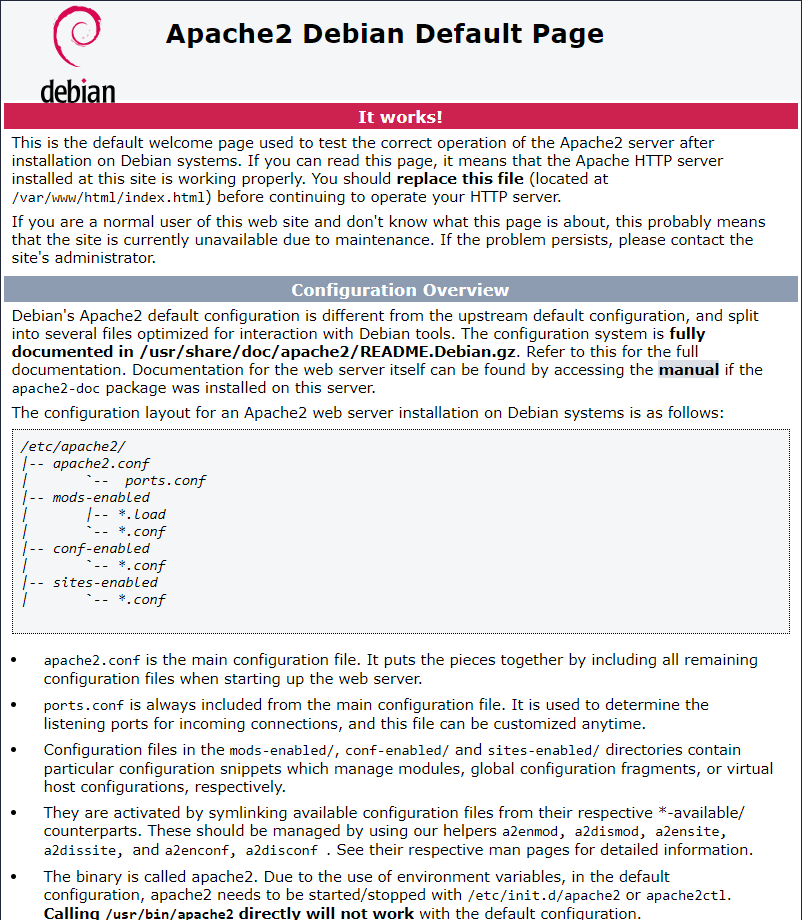 debian
Apache2 Debian Default Page
It works!
This is the default welcome page used to test the correct operation of the Apache2 server after
installation on Debian systems. If you can read this page, it means that the Apache HTTP server
installed at this site is working properly. You should replace this file (located at
/var/www/html/index.html) before continuing to operate your HTTP server.
If you are a normal user of this web site and don't know what this page is about, this probably means
that the site is currently unavailable due to maintenance. If the problem persists, please contact the
site's administrator.
Configuration Overview
Debian's Apache2 default configuration is different from the upstream default configuration, and split
into several files optimized for interaction with Debian tools. The configuration system is fully
documented in /usr/share/doc/apache2/README.Debian.gz. Refer to this for the full
documentation. Documentation for the web server itself can be found by accessing the manual if the
apache2-doc package was installed on this server.
The configuration layout for an Apache2 web server installation on Debian systems is as follows:
/etc/apache2/
|-- apache2.conf
|       `--  ports.conf
|-- mods-enabled
|       |-- *.load
|       `-- *.conf
|-- conf-enabled
|       `-- *.conf
|-- sites-enabled
|       `-- *.conf
• apache2.conf is the main configuration file. It puts the pieces together by including all remaining
configuration files when starting up the web server.
• ports.conf is always included from the main configuration file. It is used to determine the
listening ports for incoming connections, and this file can be customized anytime.
• Configuration files in the mods-enabled/, conf-enabled/ and sites-enabled/ directories contain
particular configuration snippets which manage modules, global configuration fragments, or virtual
host configurations, respectively.
• They are activated by symlinking available configuration files from their respective *-available/
counterparts. These should be managed by using our helpers a2enmod, a2dismod, a2ensite,
a2dissite, and a2enconf, a2disconf . See their respective man pages for detailed information.
• The binary is called apache2. Due to the use of environment variables, in the default
configuration, apache2 needs to be started/stopped with /etc/init.d/apache2 or apache2ctl.
Calling /usr/bin/apache2 directly will not work with the default configuration.